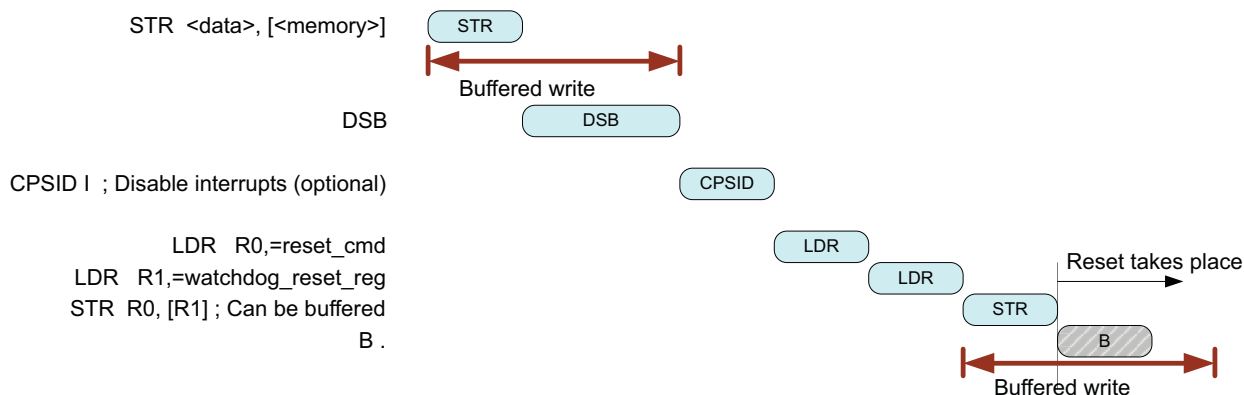 STR <data>, [<memory>]
STR
Buffered write
DSB
DSB
CPSID I ; Disable interrupts (optional)
CPSID
LDR R0,=reset_cmd
LDR
LDR R1,=watchdog_reset_reg
LDR
Reset takes place
STR R0, [R1] ; Can be buffered
STR
B .
B
Buffered write